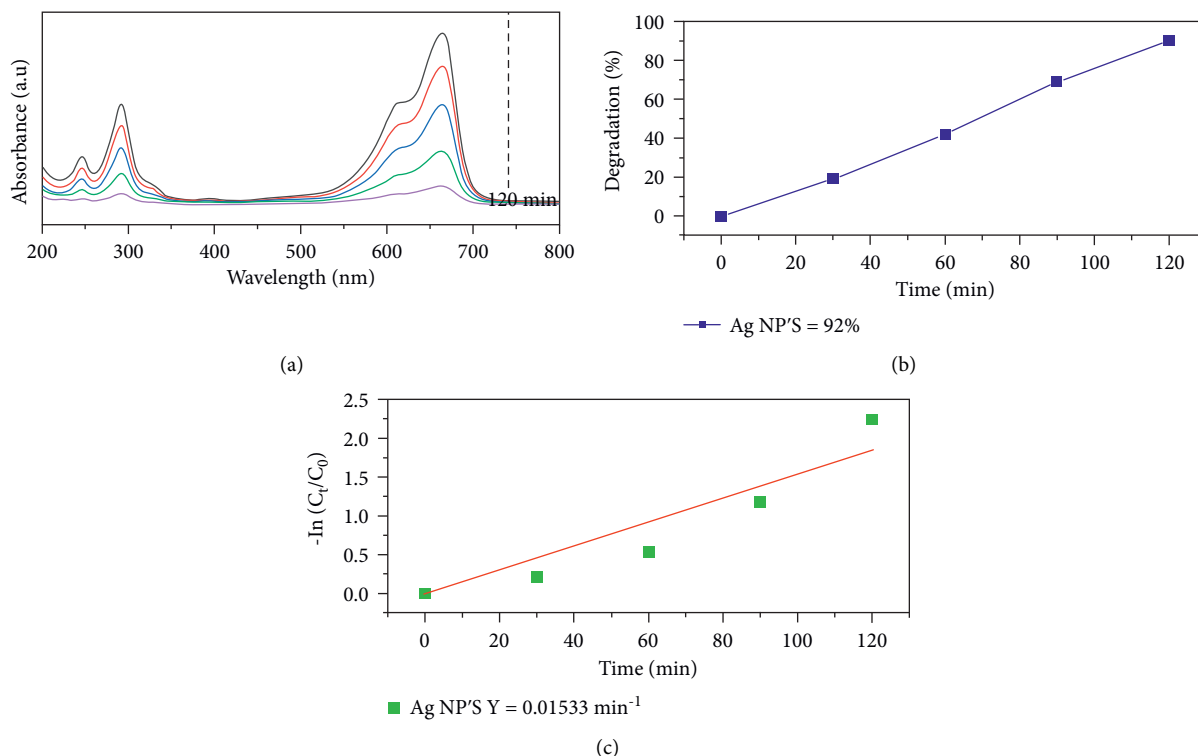 Absorbance (a.u)
120 min
200 300 400 500 600 700 800
Wavelength (nm)
(a)
100
80
60
40
20
0
Degradation (%)
0 20 40 60 80 100 120
Time (min)
Ag NP'S = 92%
(b)
2.5
2.0
1.5
1.0
0.5
0.0
-In (Ct/C0)
0 20 40 60 80 100 120
Time (min)
Ag NP'S Y = 0.01533 min-1
(c)